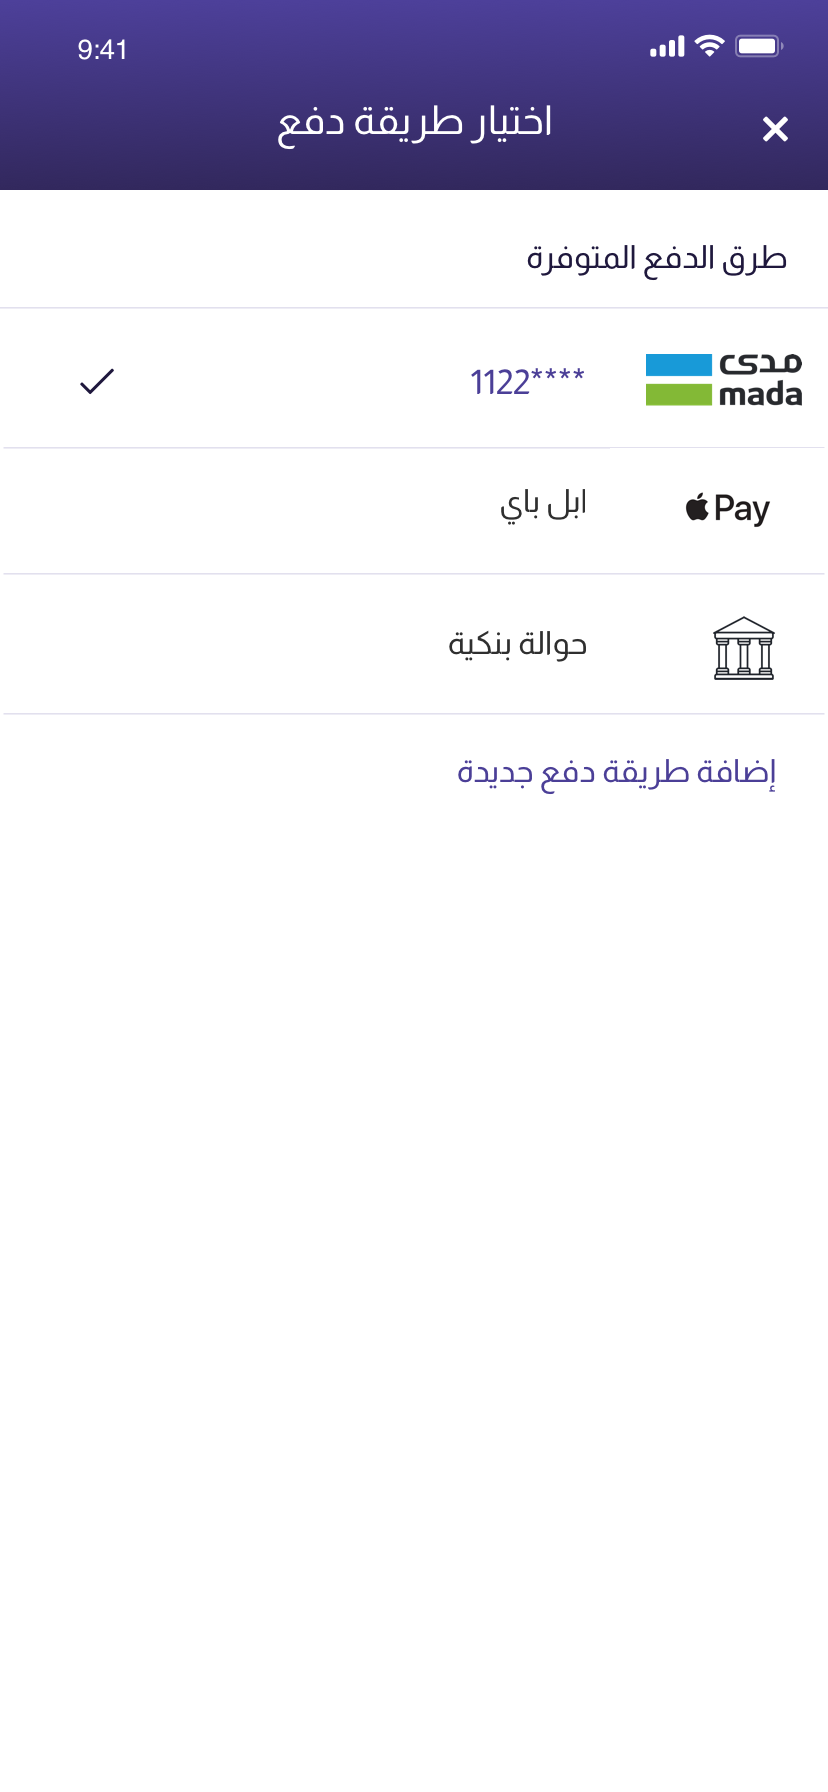 9:41
اختيار طريقة دفع
طرق الدفع المتوفرة
مدى
mada
1122****
Pay
ابل باي
حوالة بنكية
إضافة طريقة دفع جديدة